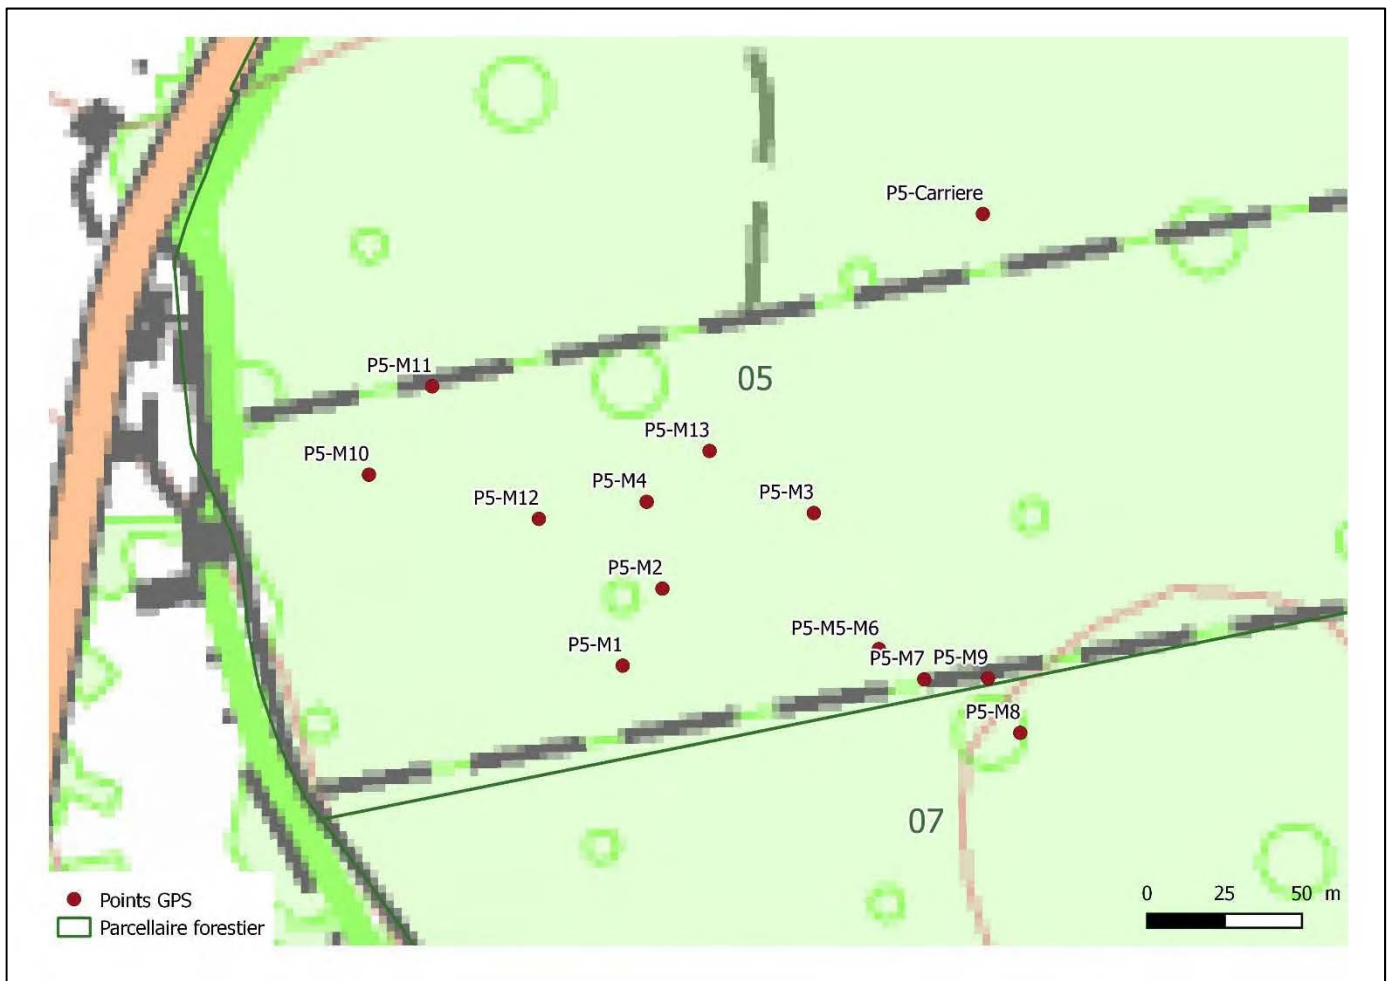 P5-Carriere
P5-M11
05
P5-M13
P5-M10
P5-M4
P5-M3
P5-M12
P5-M2
P5-M5-M6
P5-M1
P5-M7 P5-M9
P5-M8
07
0 25 50 m
Points GPS
Parcellaire forestier